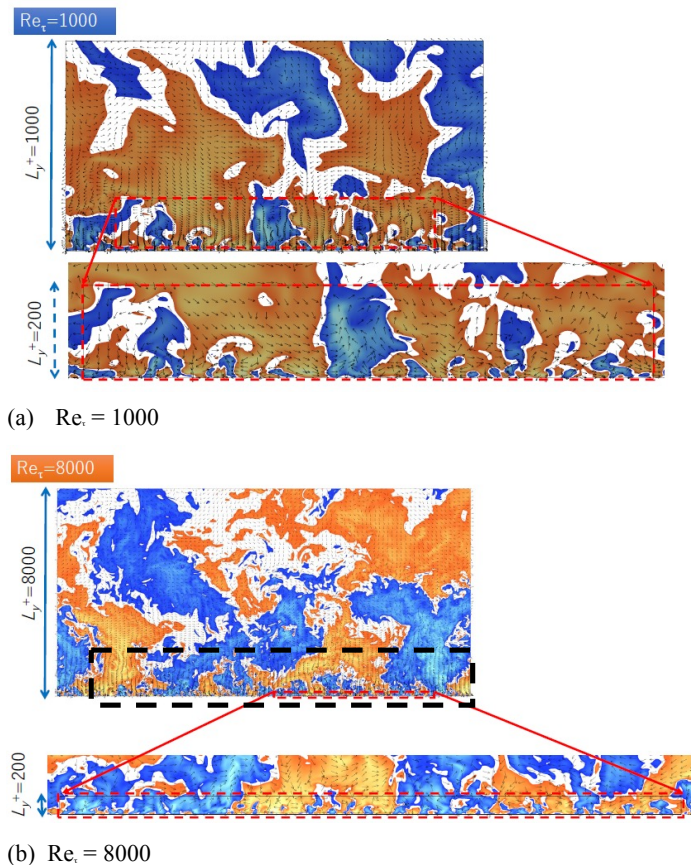 Reτ=1000
Ly+=1000
Ly+=200
(a) Reτ = 1000
Reτ=8000
Ly+=8000
Ly+=200
(b) Reτ = 8000